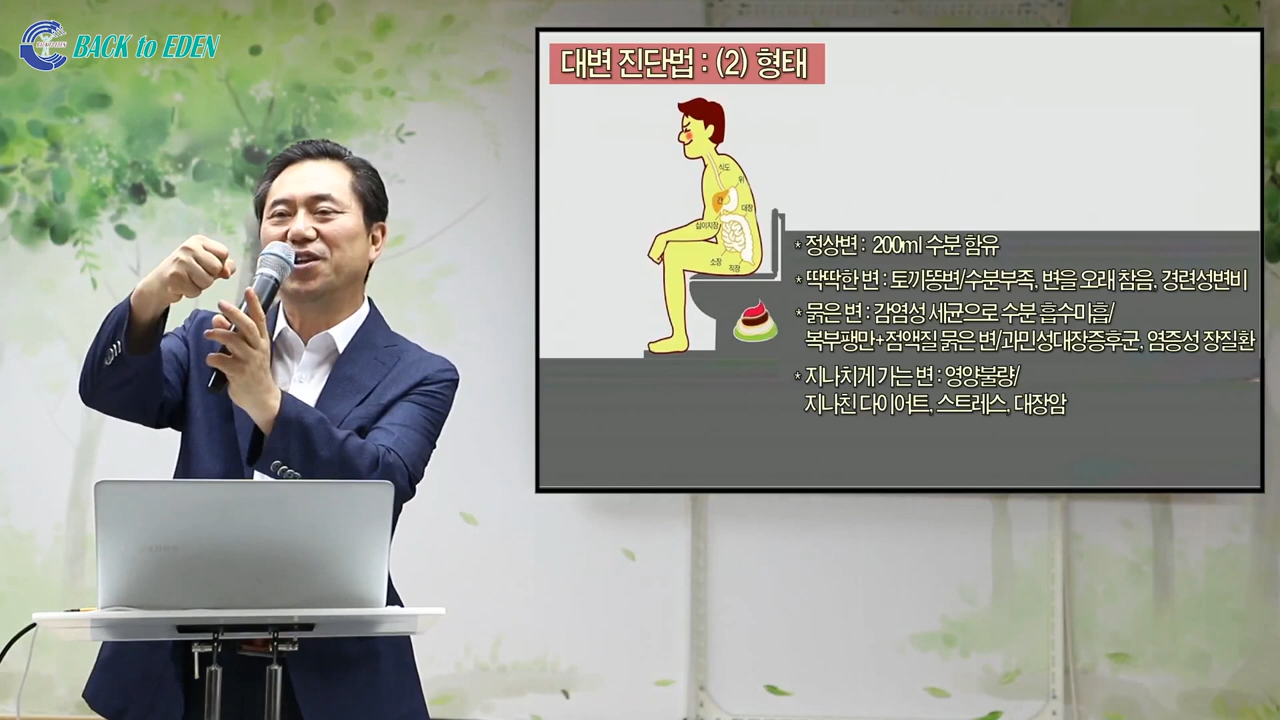 BACK to EDEN
대변 진단법 : (2) 형태
식도
위
간
대장
십이지장
소장
직장
* 정상변 : 200ml 수분 함유
* 딱딱한 변 : 토끼똥변/수분부족, 변을 오래 참음, 경련성변비
* 묽은 변 : 감염성 세균으로 수분 흡수미흡/
복부팽만+점액질 묽은 변/과민성대장증후군, 염증성 장질환
* 지나치게 가는 변 : 영양불량/
지나친 다이어트, 스트레스, 대장암